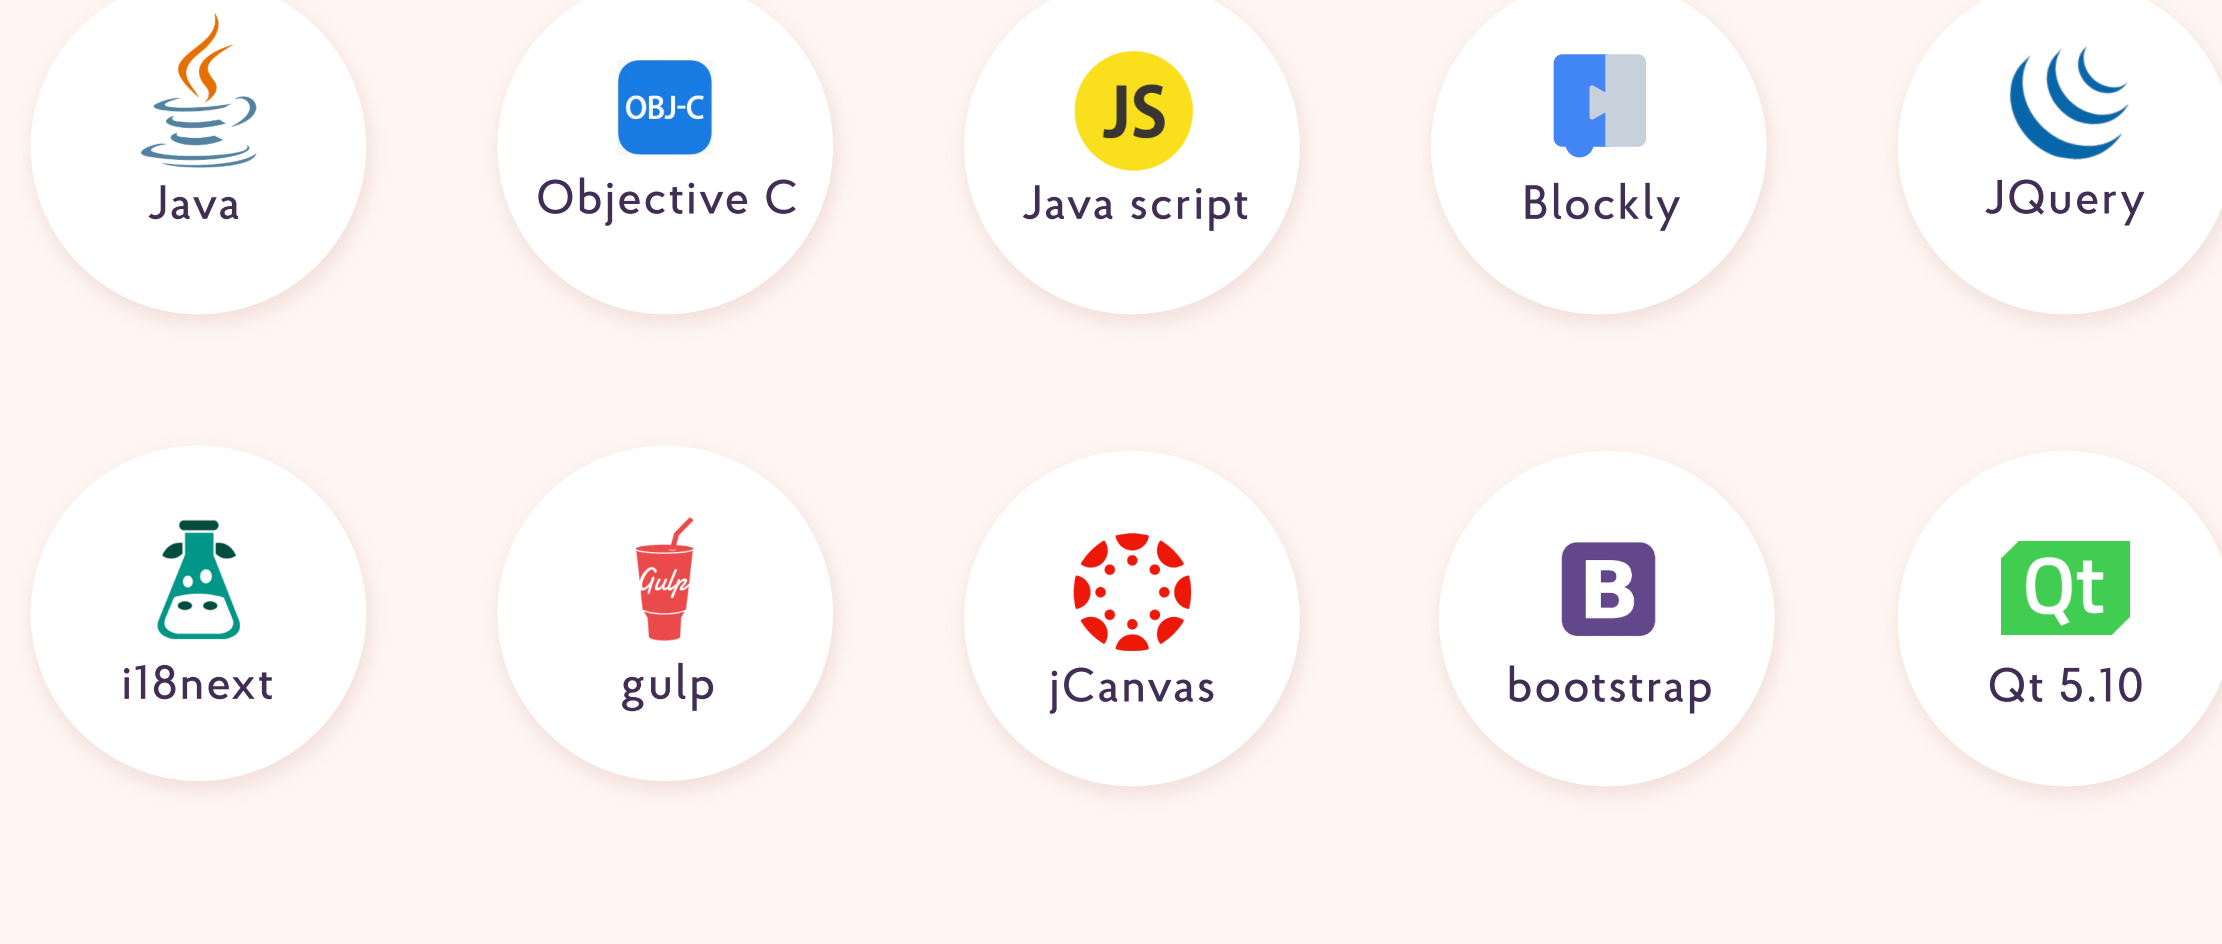 OBJ-C
JS
Java
Objective C
Java script
Blockly
JQuery
Gulp
B
Qt
i18next
gulp
jCanvas
bootstrap
Qt 5.10